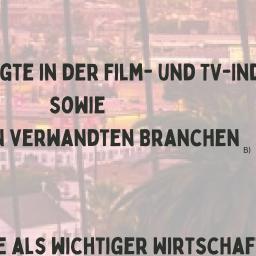 GTE IN DER FILM- UND TV-IND
SOWIE
N VERWANDTEN BRANCHEN
B)
E ALS WICHTIGER WIRTSCHAF